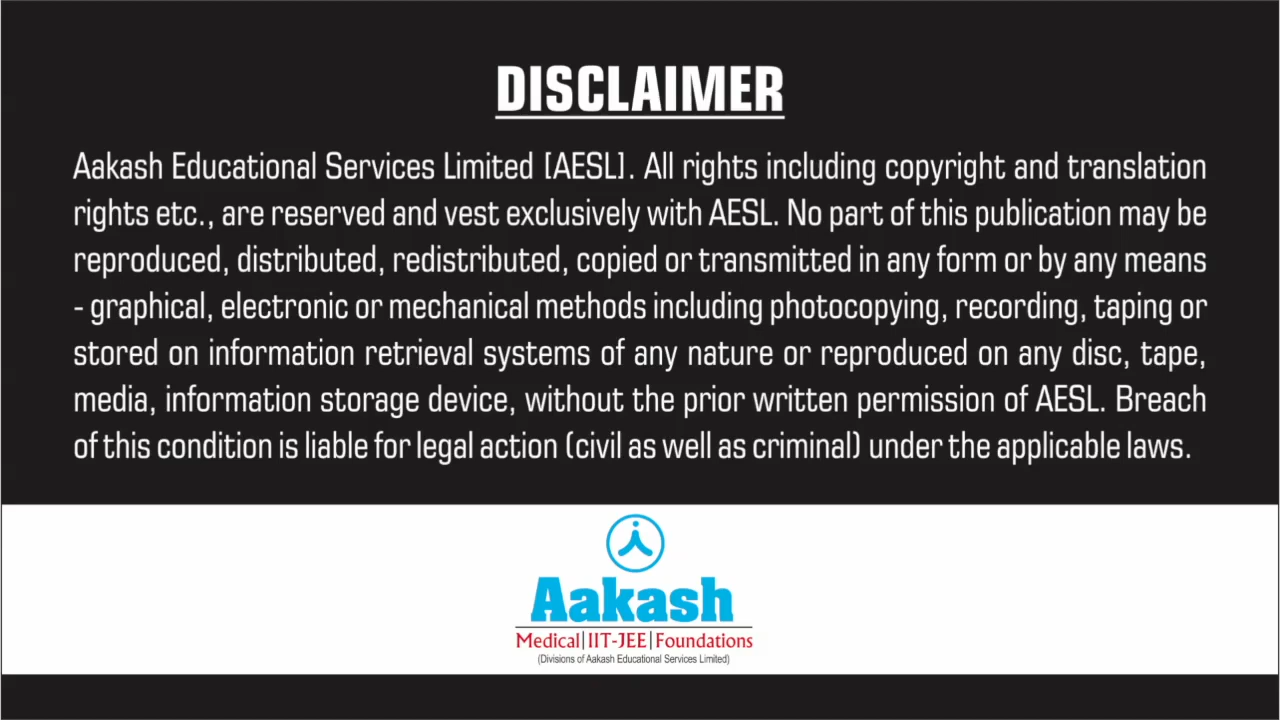 DISCLAIMER
Aakash Educational Services Limited [AESL]. All rights including copyright and translation
rights etc., are reserved and vest exclusively with AESL. No part of this publication may be
reproduced, distributed, redistributed, copied or transmitted in any form or by any means
- graphical, electronic or mechanical methods including photocopying, recording, taping or
stored on information retrieval systems of any nature or reproduced on any disc, tape,
media, information storage device, without the prior written permission of AESL. Breach
of this condition is liable for legal action (civil as well as criminal) under the applicable laws.
Aakash
Medical|IIT-JEE|Foundations
(Divisions of Aakash Educational Services Limited)